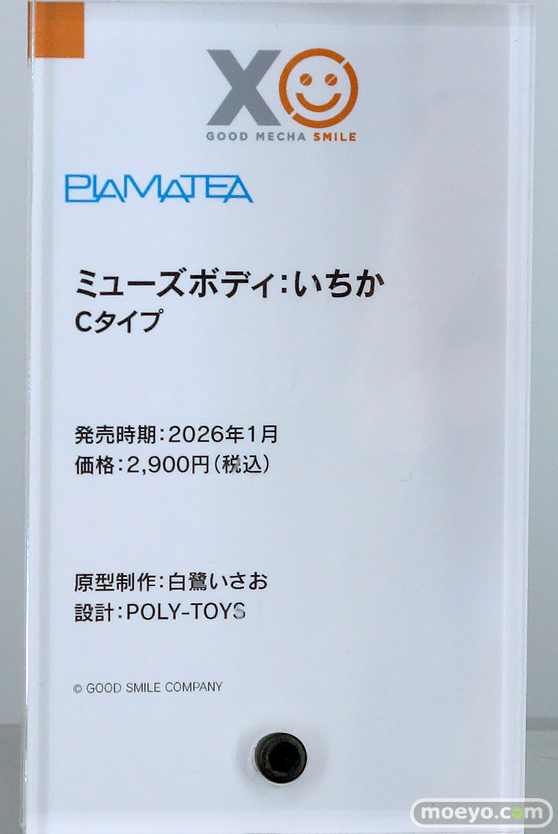 XO
GOOD MECHA SMILE
PLAMATEA
ミューズボディ：いちか
Cタイプ
発売時期：2026年1月
価格：2,900円（税込）
原型制作：白鷺いさお
設計：POLY-TOYS
© GOOD SMILE COMPANY
moeyo.com